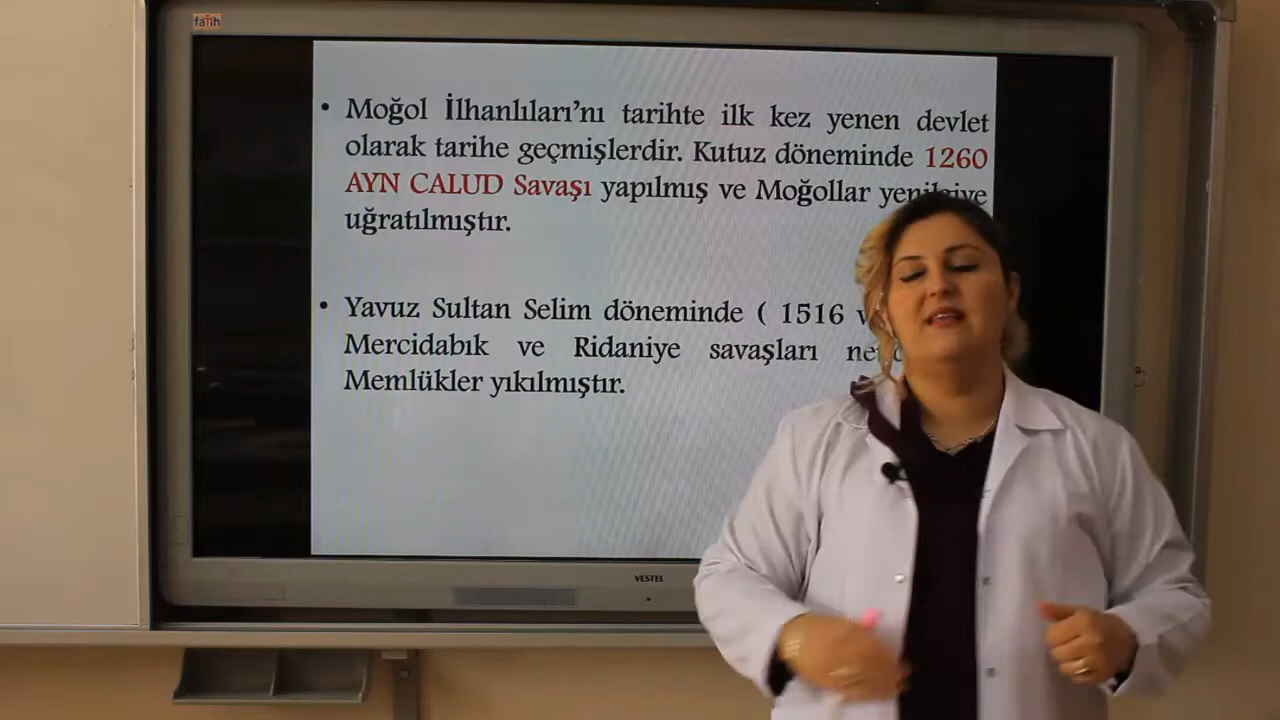 fatih
• Moğol İlhanlıları’nı tarihte ilk kez yenen devlet
olarak tarihe geçmişlerdir. Kutuz döneminde 1260
AYN CALUD Savaşı yapılmış ve Moğollar yenilgiye
uğratılmıştır.
• Yavuz Sultan Selim döneminde ( 1516
Mercidabık ve Ridaniye savaşları
Memlükler yıkılmıştır.
VESTEL